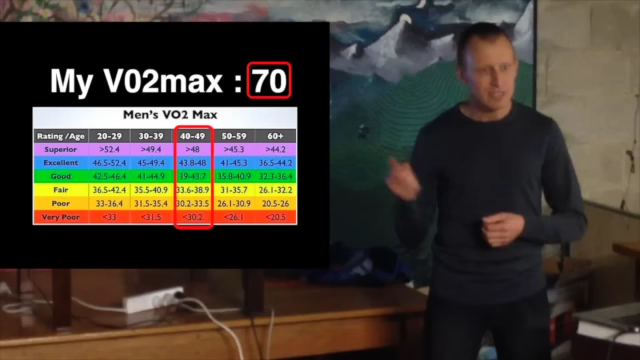 My V02max : 70
Men's VO2 Max
Rating /Age 20-29 30-39 40-49 50-59 60+
Superior >52.4 >49.4 >48 >45.3 >44.2
Excellent 46.5-52.4 45-49.4 43.8-48 41-45.3 36.5-44.2
Good 42.5-46.4 41-44.9 39-43.7 35.8-40.9 32.3-36.4
Fair 36.5-42.4 35.5-40.9 33.6-38.9 31-35.7 26.1-32.2
Poor 33-36.4 31.5-35.4 30.2-33.5 26.1-30.9 20.5-26
Very Poor <33 <31.5 <30.2 <26.1 <20.5